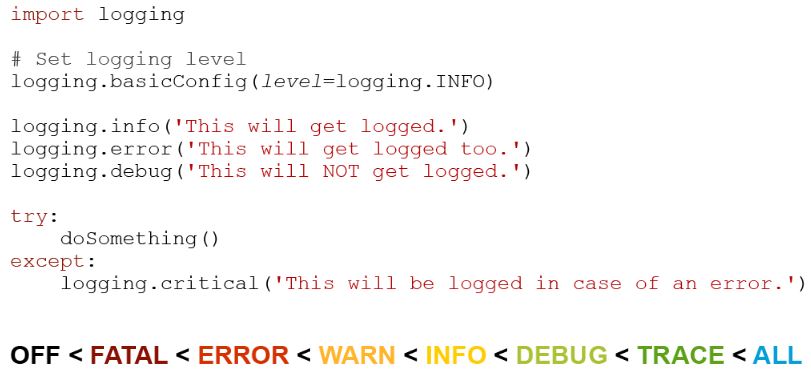 import logging
# Set logging level
logging.basicConfig(level=logging.INFO)
logging.info('This will get logged.')
logging.error('This will get logged too.')
logging.debug('This will NOT get logged.')
try:
    doSomething()
except:
    logging.critical('This will be logged in case of an error.')
OFF < FATAL < ERROR < WARN < INFO < DEBUG < TRACE < ALL